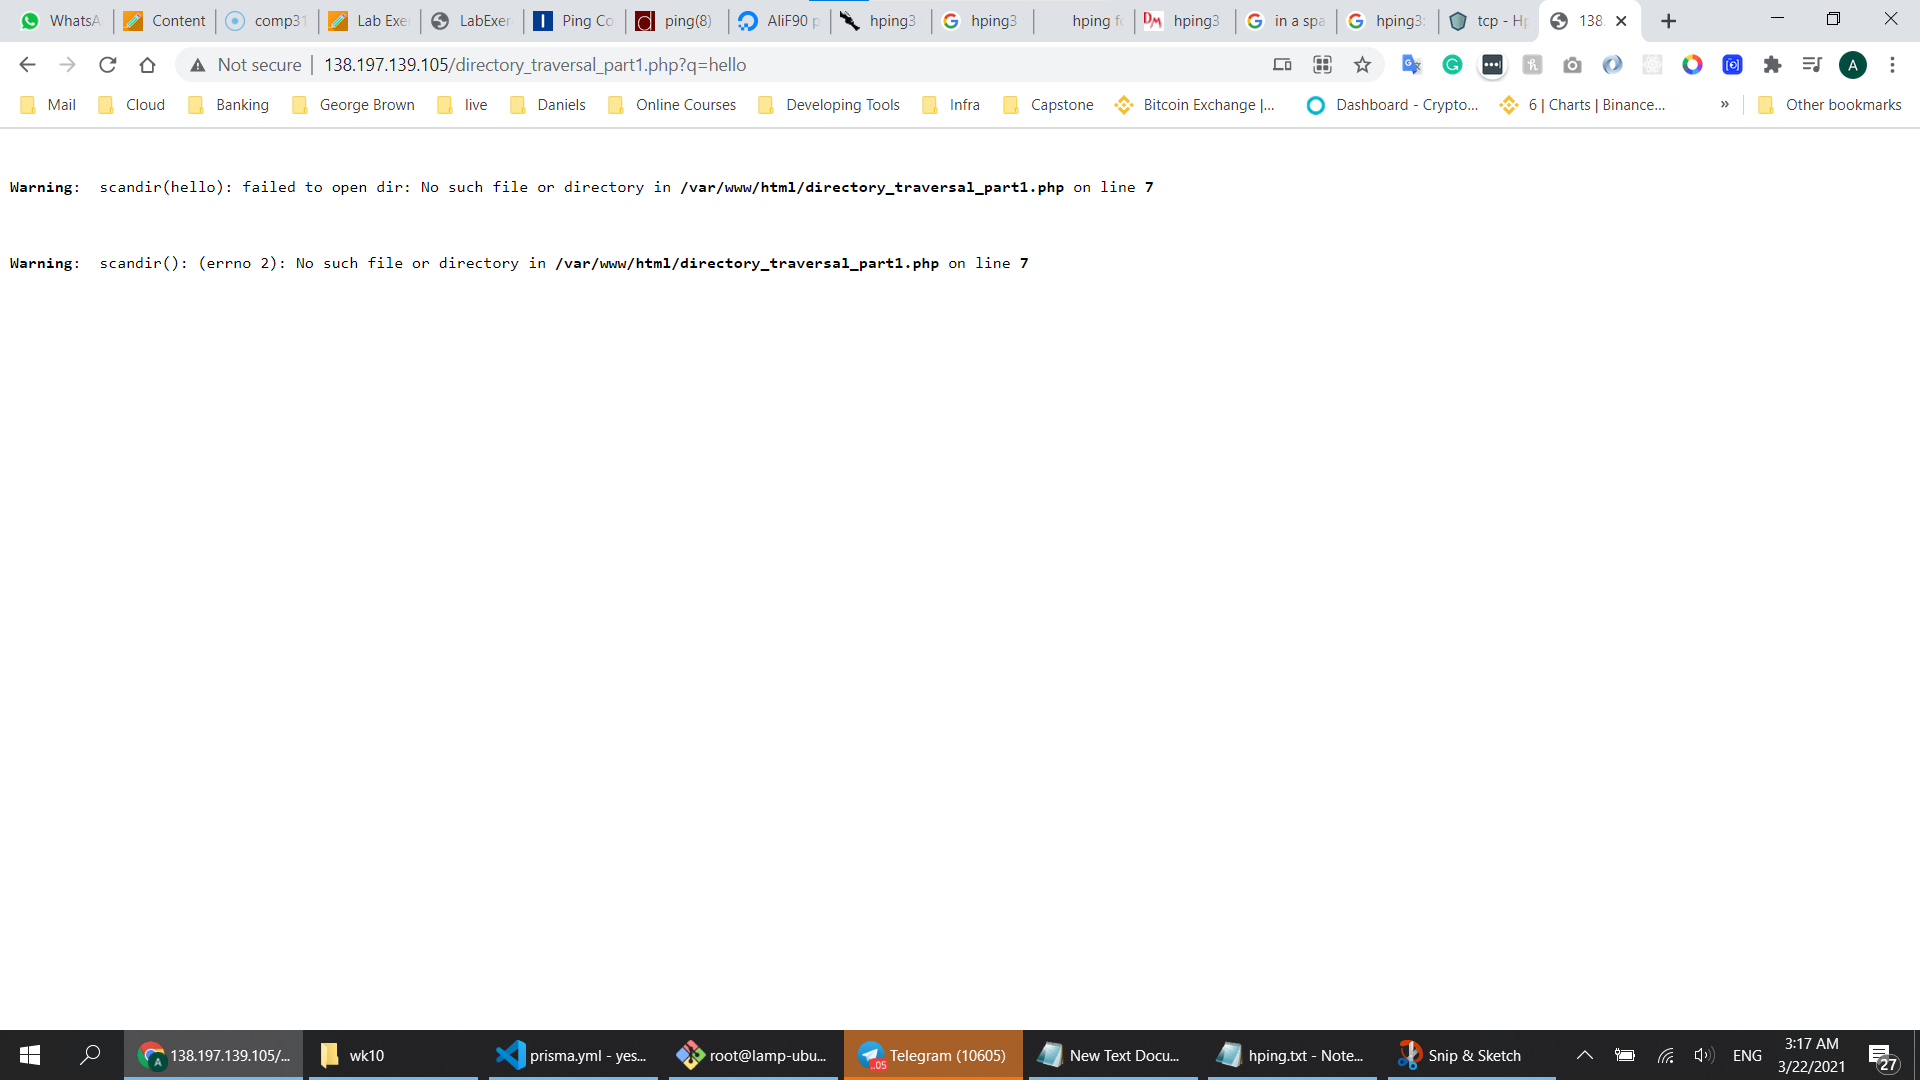 WhatsA Content comp31 Lab Exer LabExer Ping Co ping(8) AliF90 p hping3 hping3 hping fo hping3 in a spa hping3: tcp - Hp 138.
Not secure 138.197.139.105/directory_traversal_part1.php?q=hello
Mail Cloud Banking George Brown live Daniels Online Courses Developing Tools Infra Capstone Bitcoin Exchange |... Dashboard - Crypto... 6 | Charts | Binance... » Other bookmarks
Warning: scandir(hello): failed to open dir: No such file or directory in /var/www/html/directory_traversal_part1.php on line 7
Warning: scandir(): (errno 2): No such file or directory in /var/www/html/directory_traversal_part1.php on line 7
138.197.139.105/... wk10 prisma.yml - yes... root@lamp-ubu... Telegram (10605) New Text Docu... hping.txt - Note... Snip & Sketch ENG 3:17 AM
3/22/2021 27